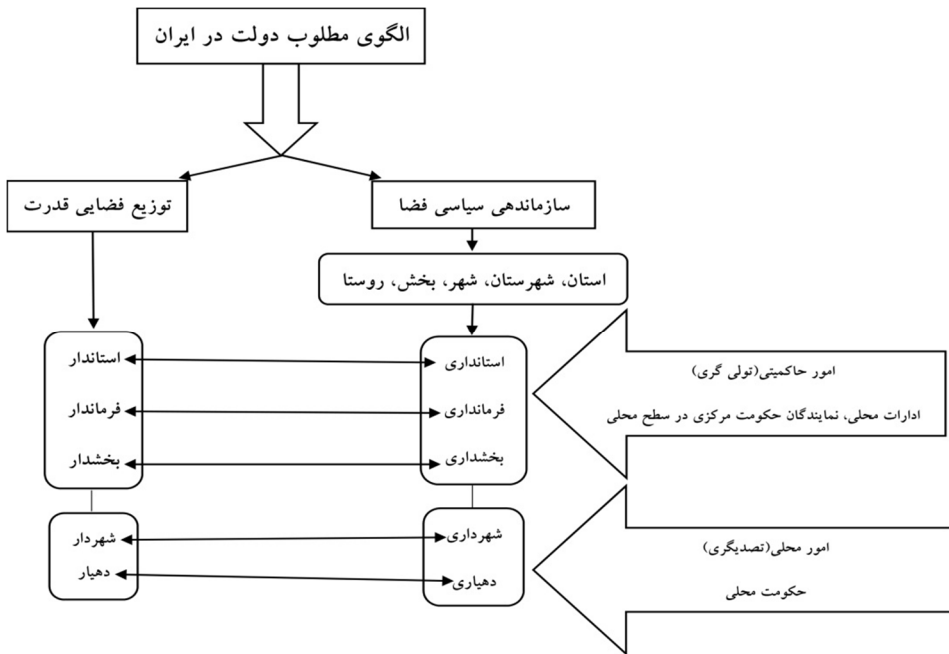 الگوی مطلوب دولت در ایران
سازماندهی سیاسی فضا
توزیع فضایی قدرت
استان، شهرستان، شهر، بخش، روستا
استانداری
استاندار
فرمانداری
فرماندار
بخشداری
بخشدار
امور حاکمیتی(تولی گری)
ادارات محلی، نمایندگان حکومت مرکزی در سطح محلی
شهرداری
شهردار
دهیاری
دهیار
امور محلی(تصدیگری)
حکومت محلی